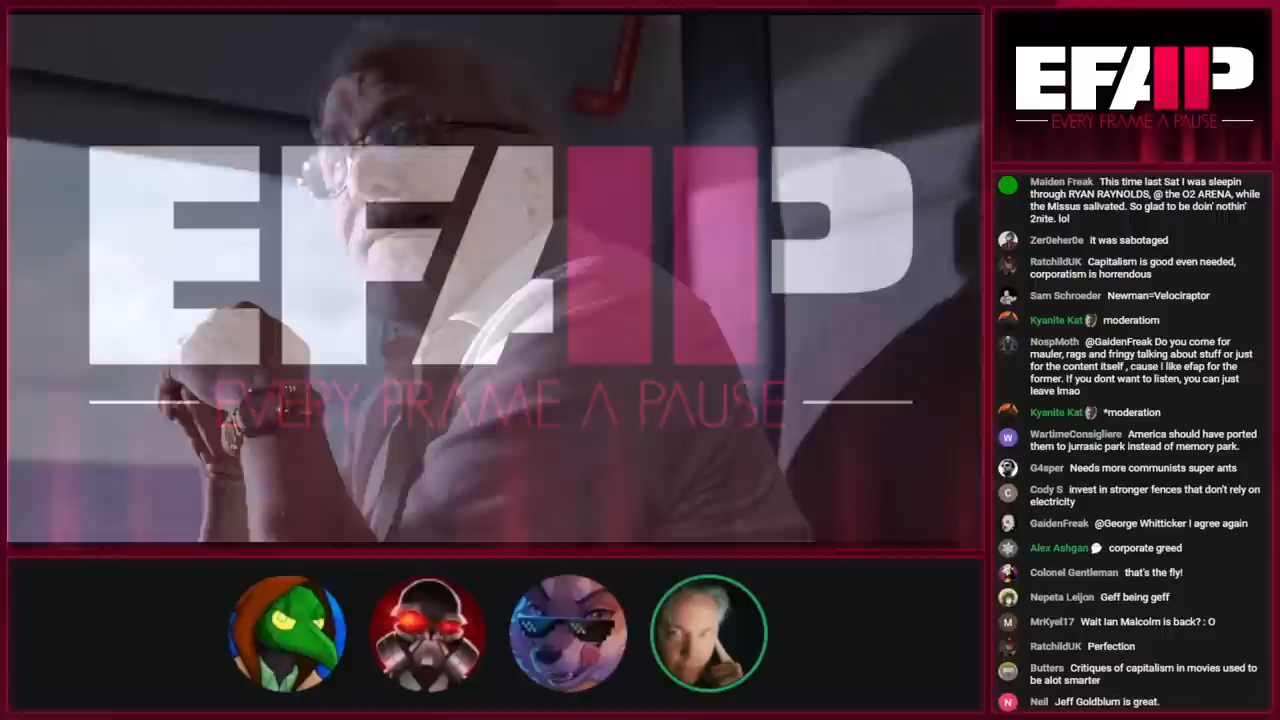 EFAP
EVERY FRAME A PAUSE
EFAP
EVERY FRAME A PAUSE
Maiden Freak This time last Sat I was sleepin
through RYAN RAYNOLDS, @ the O2 ARENA, while
the Missus salivated. So glad to be doin' nothin'
2nite. lol
Zer0eher0e it was sabotaged
RatchildUK Capitalism is good even needed,
corporatism is horrendous
Sam Schroeder Newman=Velociraptor
Kyanite Kat moderatiom
NospMoth @GaidenFreak Do you come for
mauler, rags and fringy talking about stuff or just
for the content itself , cause I like efap for the
former. If you dont want to listen, you can just
leave lmao
Kyanite Kat *moderation
W
WartimeConsigliere America should have ported
them to jurrasic park instead of memory park.
G4sper Needs more communists super ants
C
Cody S invest in stronger fences that don't rely on
electricity
GaidenFreak @George Whitticker I agree again
Alex Ashgan corporate greed
Colonel Gentleman that's the fly!
Nepeta Leijon Geff being geff
M
MrKyel17 Wait Ian Malcolm is back? : O
RatchildUK Perfection
Butters Critiques of capitalism in movies used to
be alot smarter
N
Neil Jeff Goldblum is great.